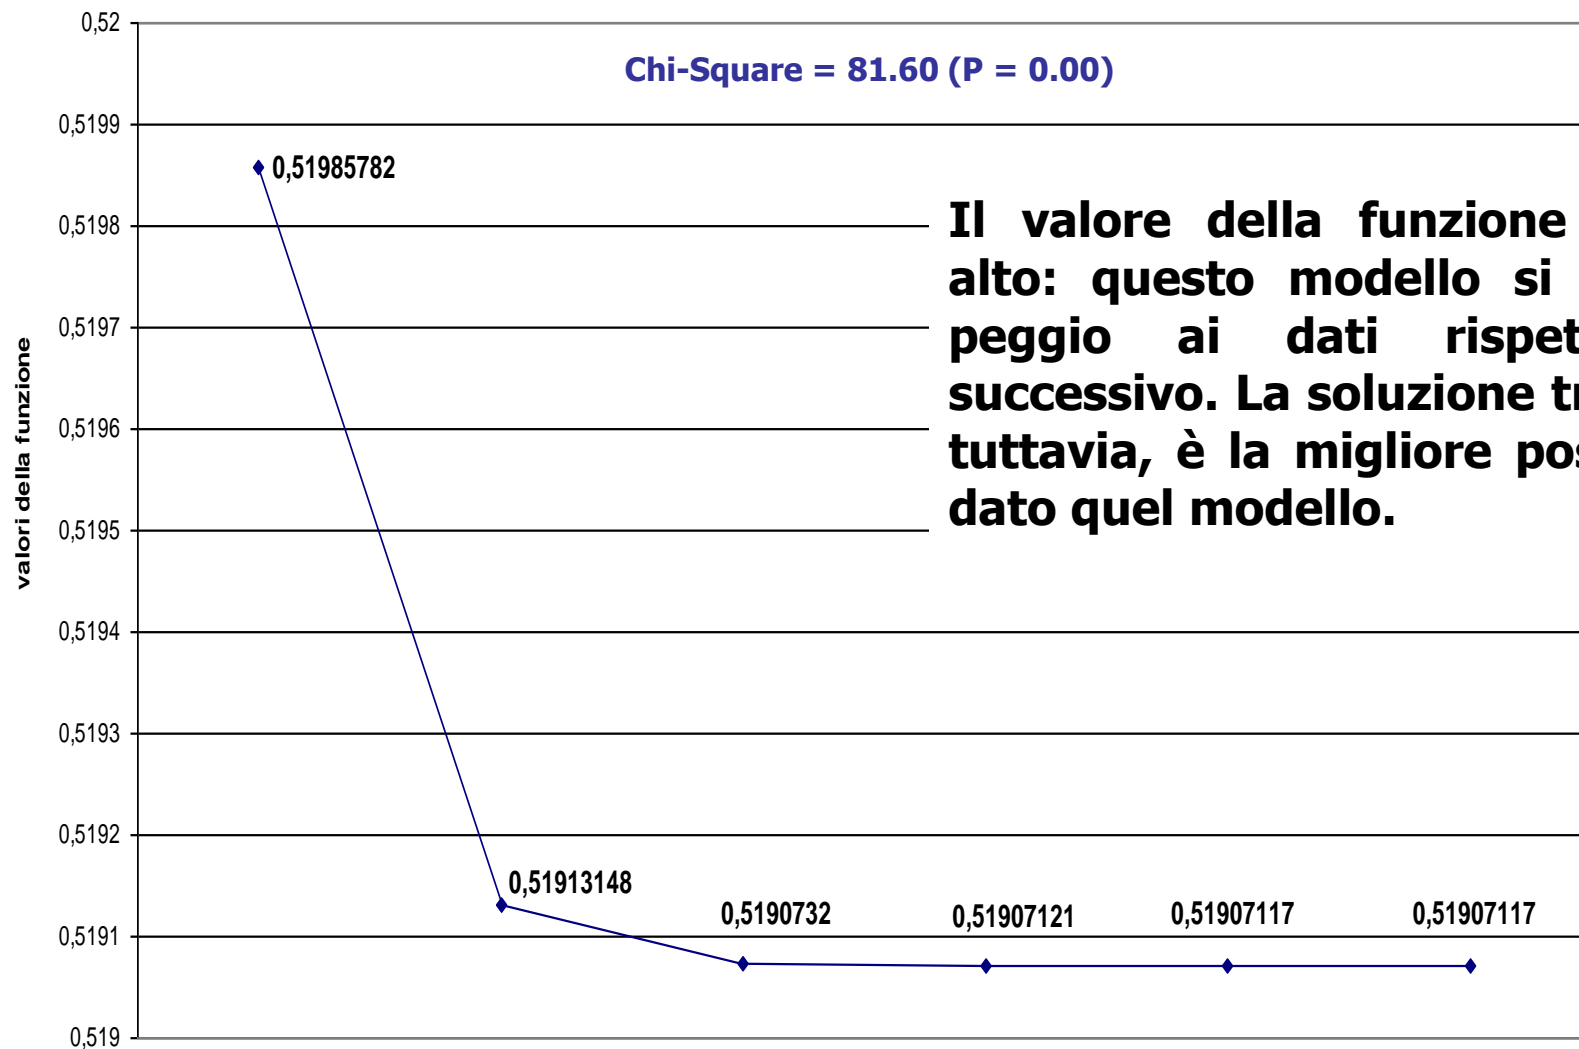 0,52
Chi-Square = 81.60 (P = 0.00)
0,5199
0,51985782
0,5198
Il valore della funzione
alto: questo modello si
0,5197
peggio ai dati rispet
successivo. La soluzione tr
0,5196
tuttavia, è la migliore pos
dato quel modello.
0,5195
valori della funzione
0,5194
0,5193
0,5192
0,51913148
0,5190732
0,51907121
0,51907117
0,51907117
0,5191
0,519